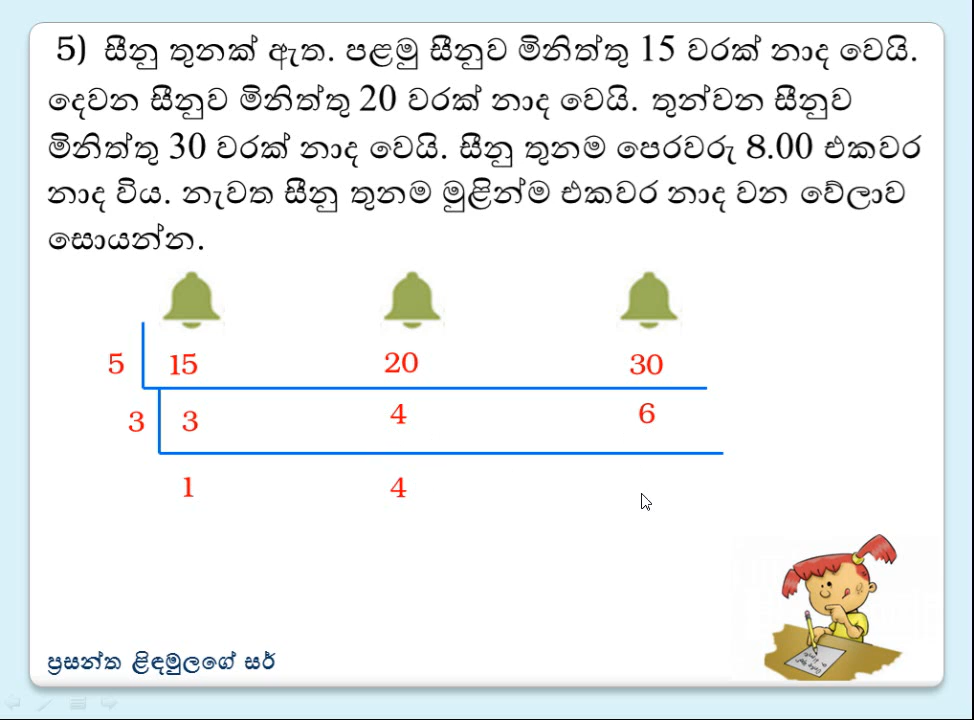 5) සීනු තුනක් ඇත. පළමු සීනුව මිනිත්තු 15 වරක් නාද වෙයි.
දෙවන සීනුව මිනිත්තු 20 වරක් නාද වෙයි. තුන්වන සීනුව
මිනිත්තු 30 වරක් නාද වෙයි. සීනු තුනම පෙරවරු 8.00 එකවර
නාද විය. නැවත සීනු තුනම මුළින්ම එකවර නාද වන වේලාව
සොයන්න.
5 15 20 30
3 3 4 6
1 4
ප්‍රසන්ත ළිඳමුලගේ සර්